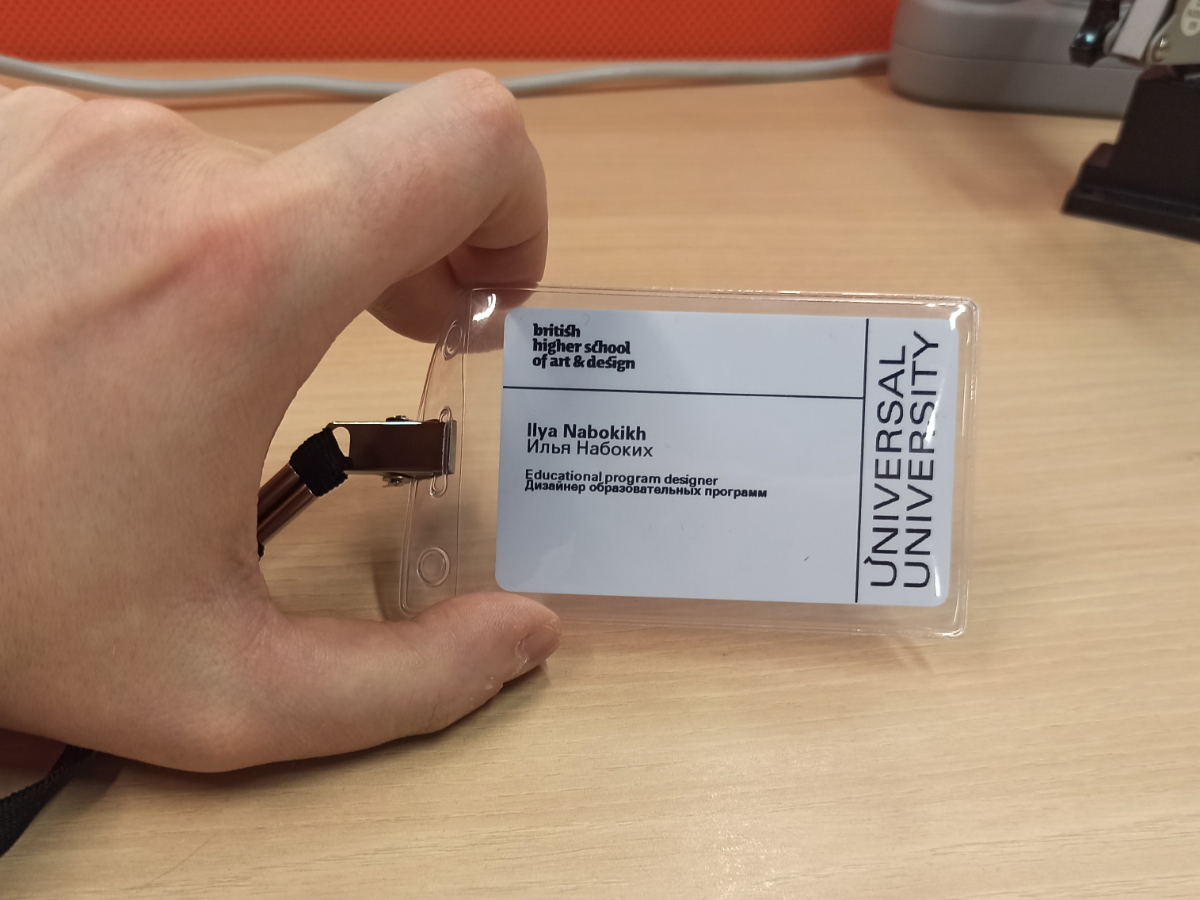 british
higher school
of art & design
Ilya Nabokikh
Илья Набоких
Educational program designer
Дизайнер образовательных программ
UNIVERSAL
UNIVERSITY